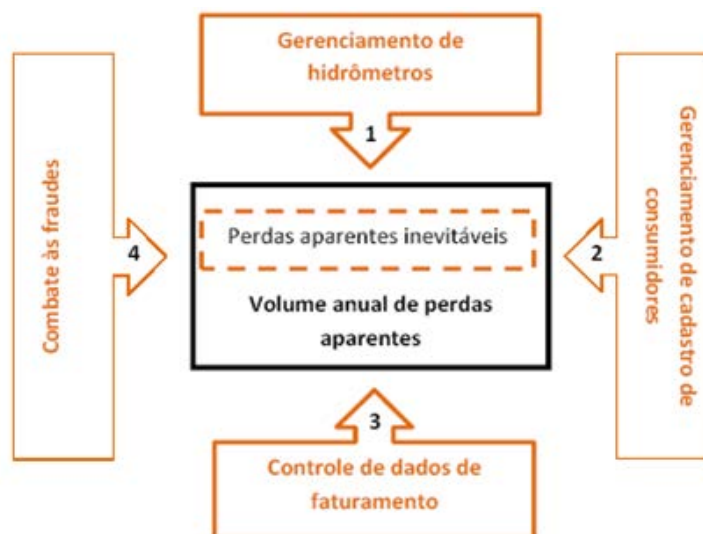 Gerenciamento de
hidrômetros
1
Gerenciamento de cadastro de
consumidores
2
Combate às fraudes
4
Perdas aparentes inevitáveis
Volume anual de perdas
aparentes
3
Controle de dados de
faturamento